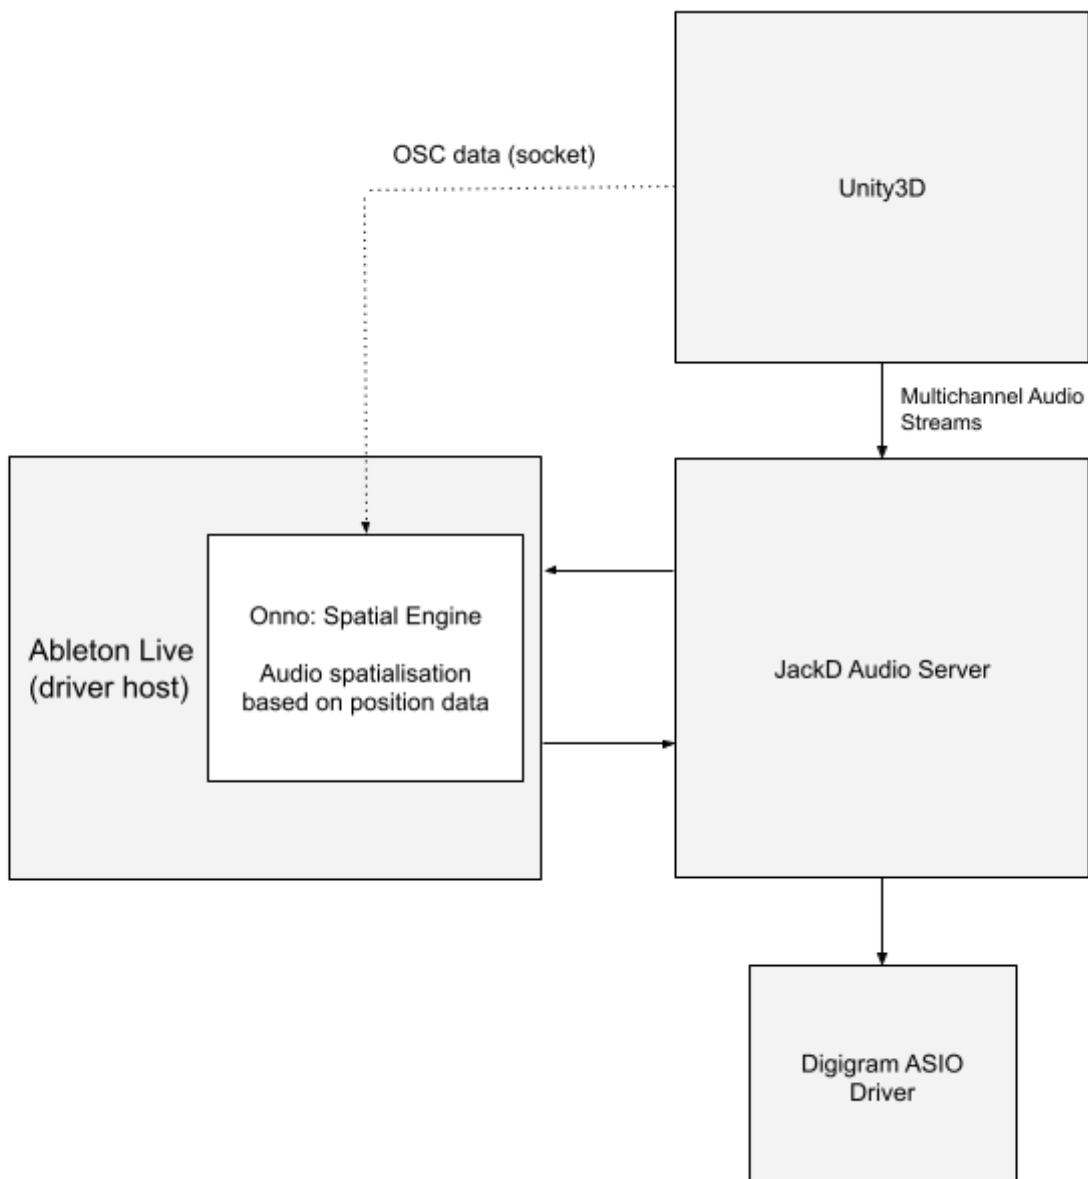 Unity3D
OSC data (socket)
Multichannel Audio
Streams
Ableton Live
(driver host)
Onno: Spatial Engine
Audio spatialisation
based on position data
JackD Audio Server
Digigram ASIO
Driver